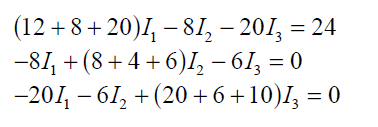 (12 + 8 + 20)I₁ − 8I₂ − 20I₃ = 24
−8I₁ + (8 + 4 + 6)I₂ − 6I₃ = 0
−20I₁ − 6I₂ + (20 + 6 + 10)I₃ = 0